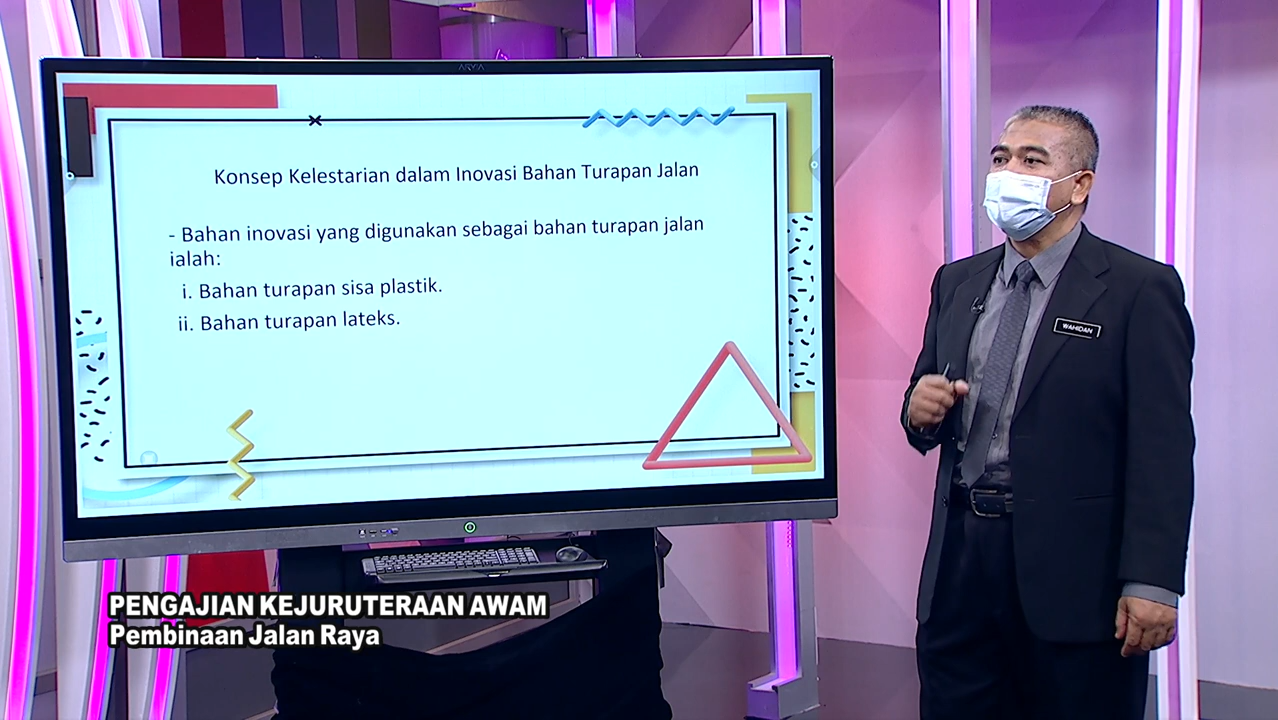 ARVIA
Konsep Kelestarian dalam Inovasi Bahan Turapan Jalan
- Bahan inovasi yang digunakan sebagai bahan turapan jalan
ialah:
i. Bahan turapan sisa plastik.
ii. Bahan turapan lateks.
WAHIDAN
PENGAJIAN KEJURUTERAAN AWAM
Pembinaan Jalan Raya